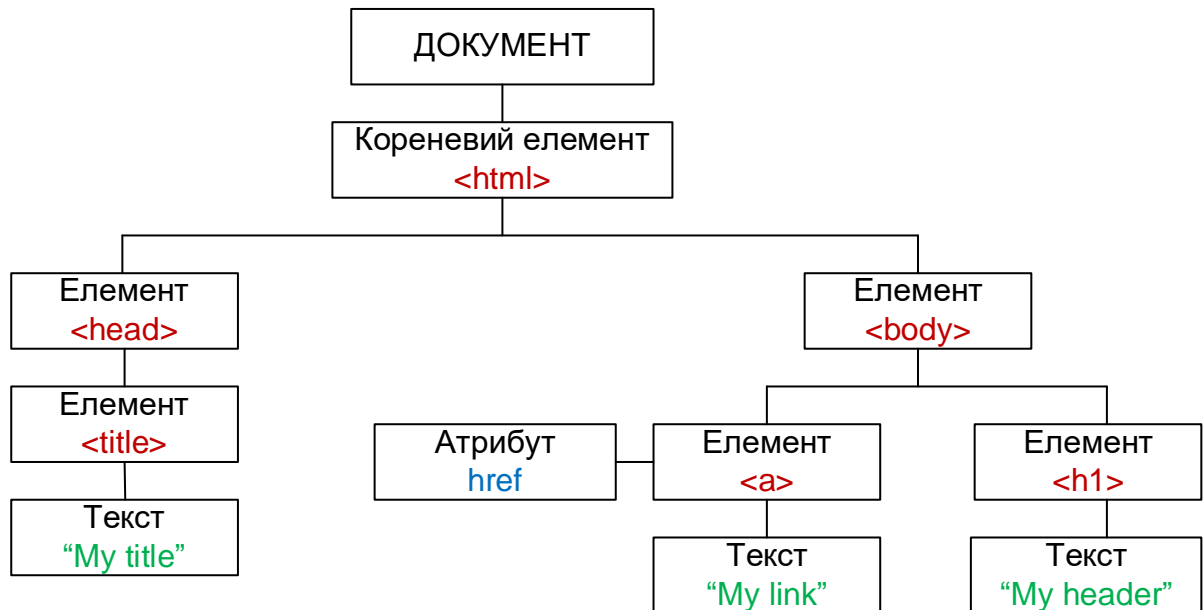 ДОКУМЕНТ
Кореневий елемент
<html>
Елемент
<head>
Елемент
<body>
Елемент
<title>
Атрибут
href
Елемент
<a>
Елемент
<h1>
Текст
“My title”
Текст
“My link”
Текст
“My header”